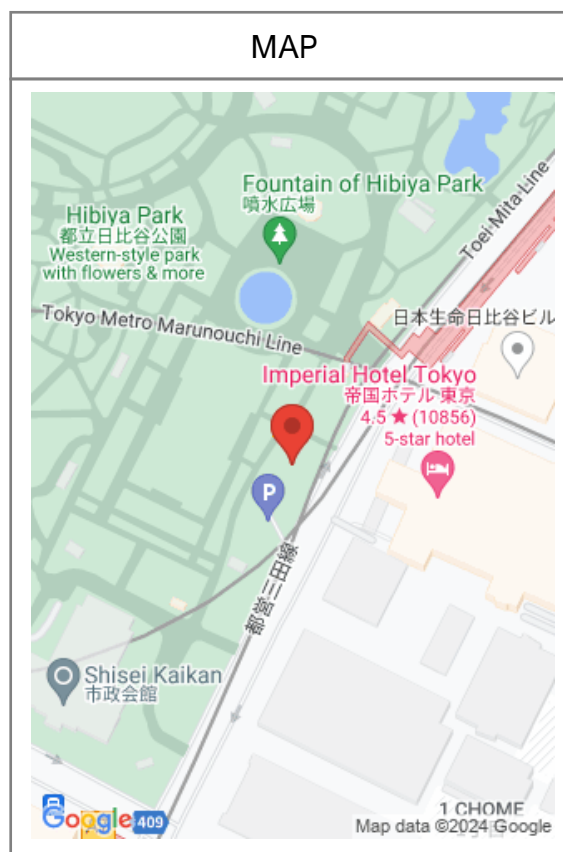 MAP
Fountain of Hibiya Park
噴水広場
Hibiya Park
都立日比谷公園
Western-style park
with flowers & more
Toei Mita Line
Tokyo Metro Marunouchi Line
日本生命日比谷ビル
Imperial Hotel Tokyo
帝国ホテル 東京
4.5 ★ (10856)
5-star hotel
P
都営三田線
Shisei Kaikan
市政会館
Google
409
1 CHOME
Map data ©2024 Google